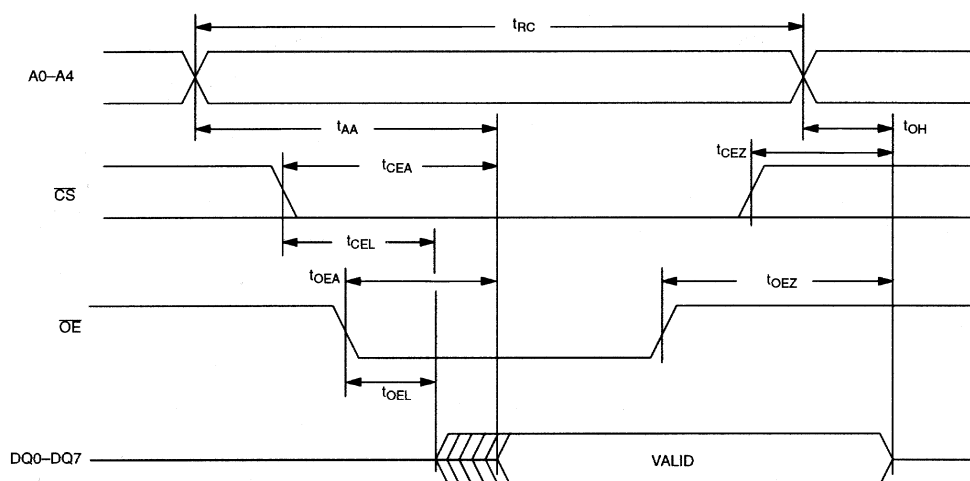 tRC
A0–A4
tAA
tOH
tCEZ
tCEA
CS
tCEL
tOEA
tOEZ
OE
tOEL
DQ0–DQ7
VALID